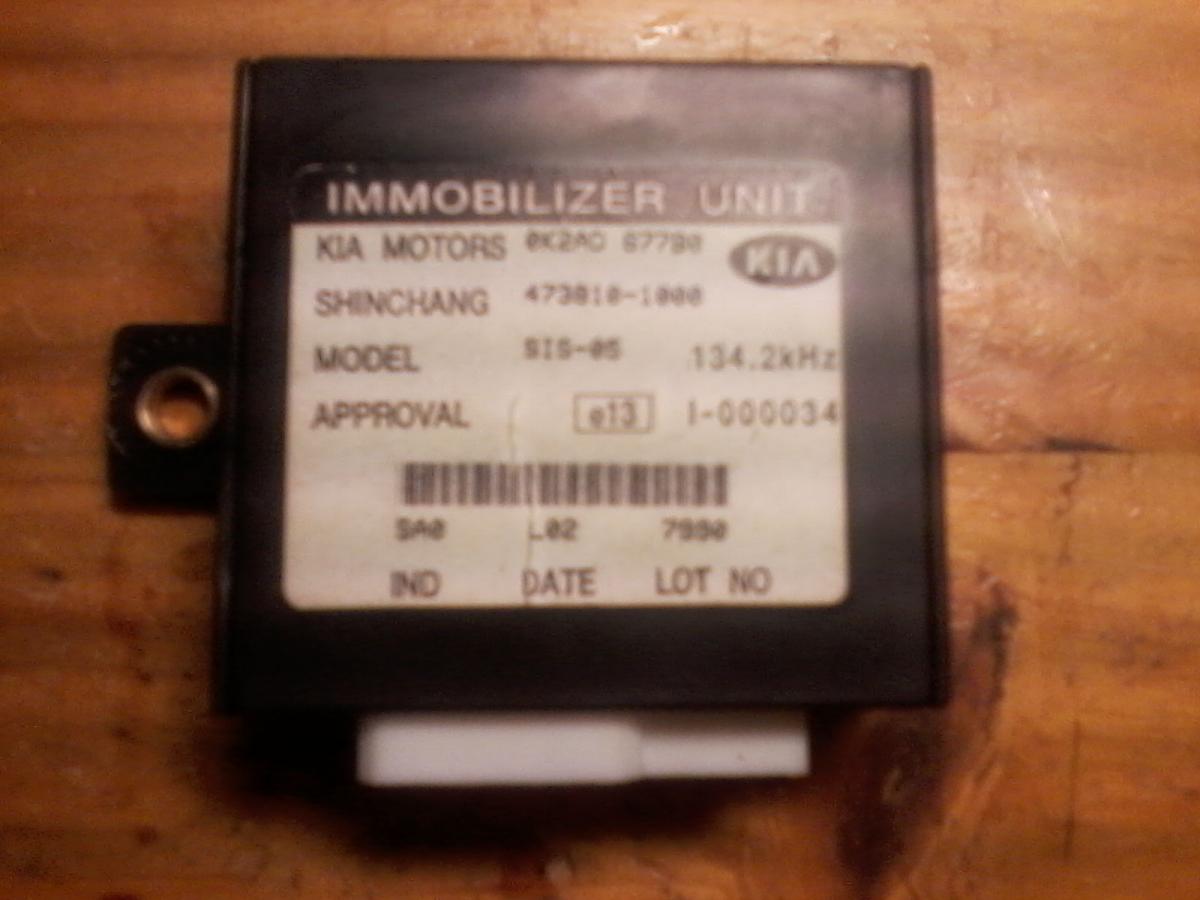 IMMOBILIZER UNIT
KIA MOTORS 0K2AC 677B0 KIA
SHINCHANG 473810-1000
MODEL SIS-05 134.2kHz
APPROVAL e13 I-000034
SA0 L02 7990
IND DATE LOT NO